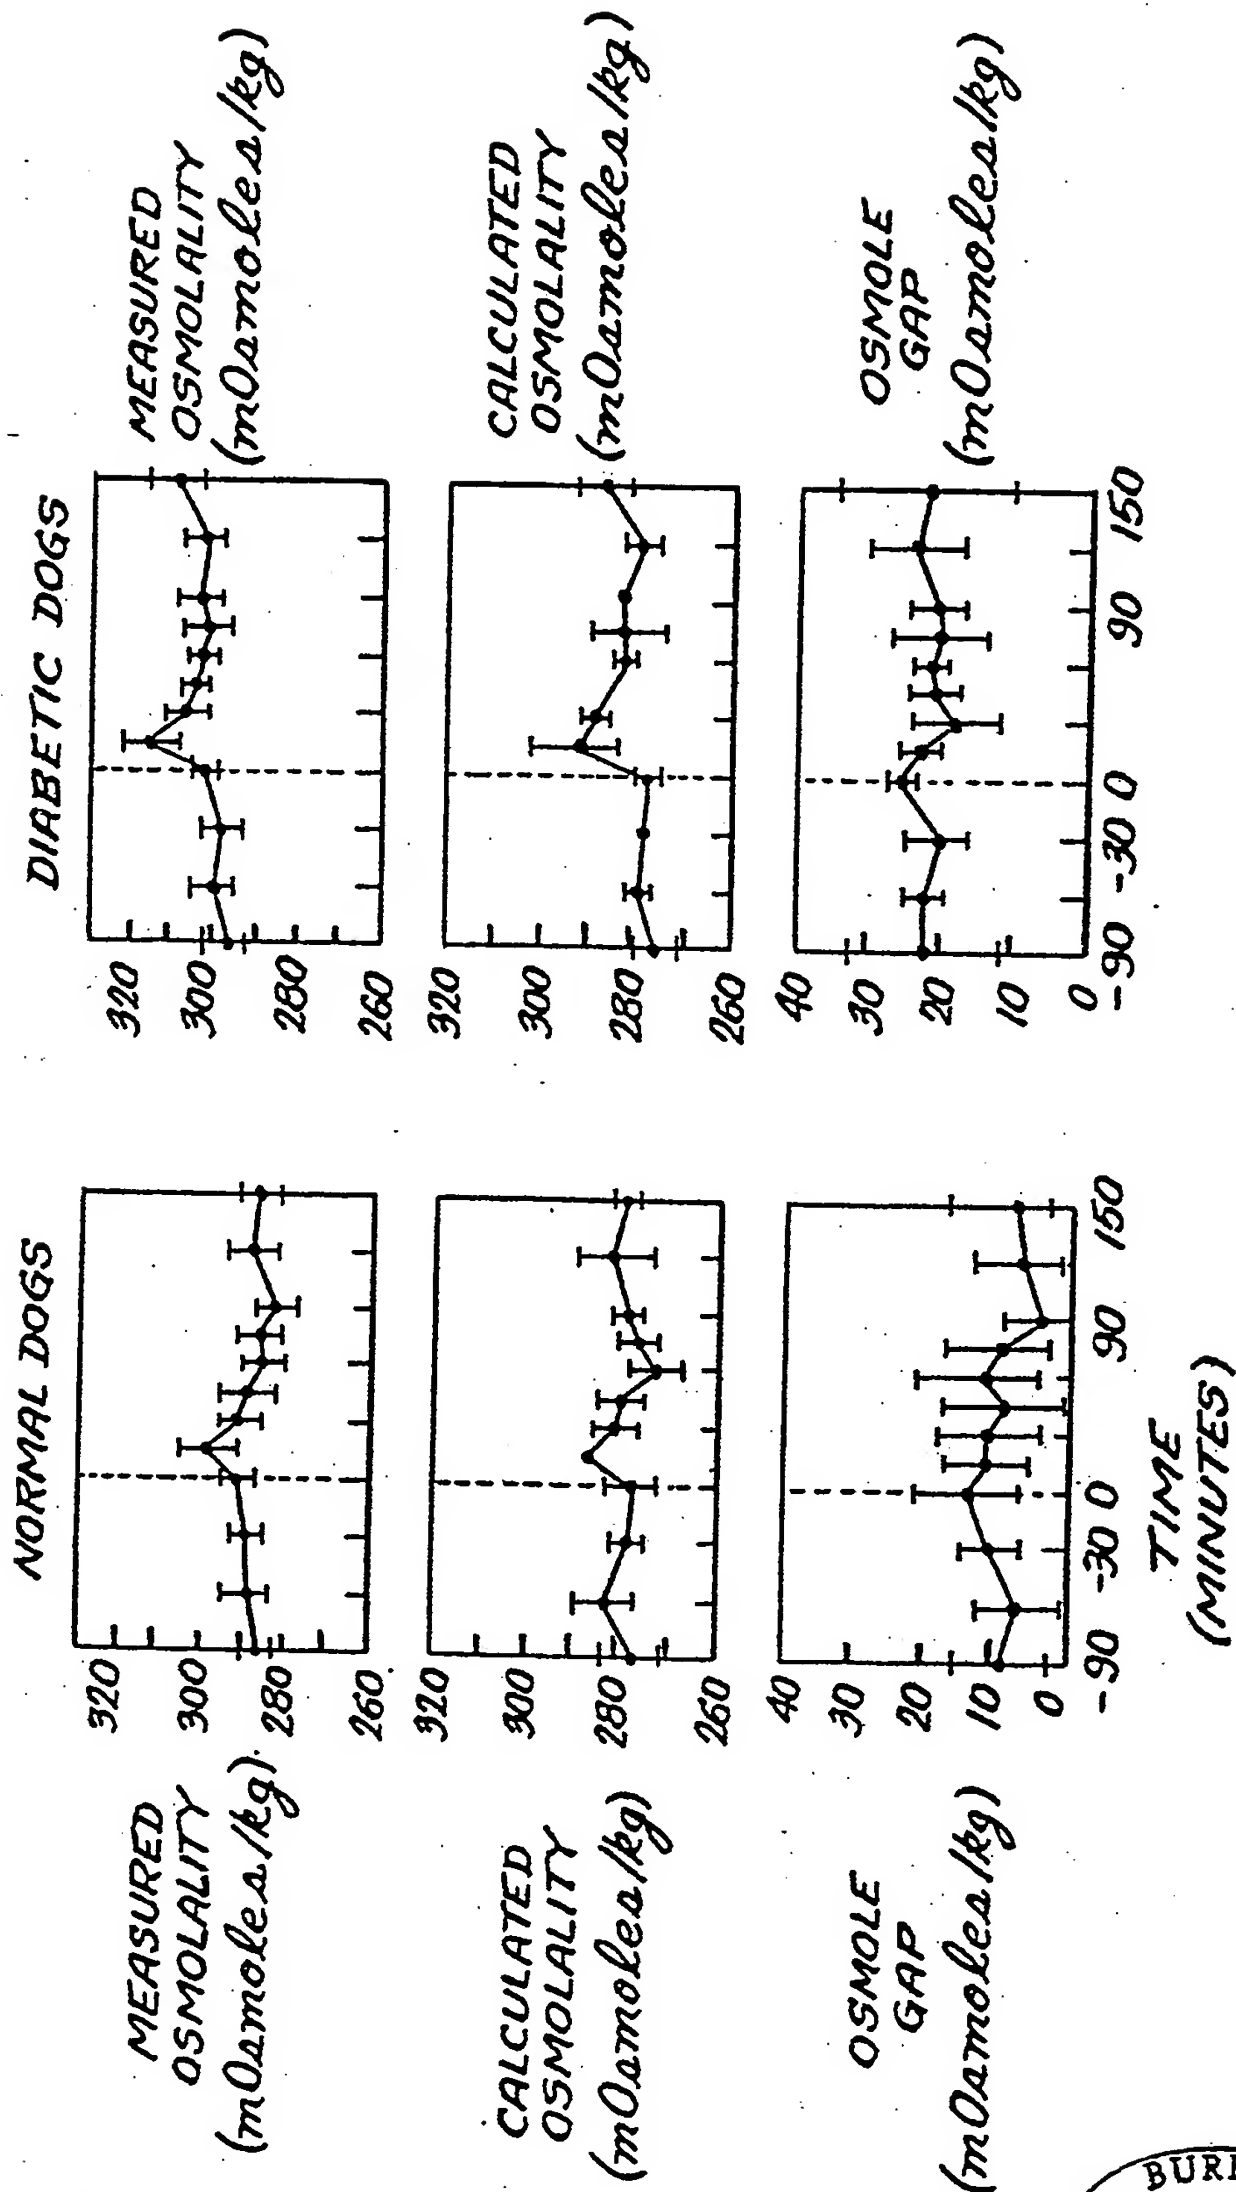 NORMAL DOGS
DIABETIC DOGS
MEASURED
OSMOLALITY
(mOsmoles/kg)
320
300
280
260
320
300
280
260
MEASURED
OSMOLALITY
(mOsmoles/kg)
CALCULATED
OSMOLALITY
(mOsmoles/kg)
320
300
280
260
320
300
280
260
CALCULATED
OSMOLALITY
(mOsmoles/kg)
OSMOLE
GAP
(mOsmoles/kg)
40
30
20
10
0
40
30
20
10
0
OSMOLE
GAP
(mOsmoles/kg)
-90 -30 0 90 150
-90 -30 0 90 150
TIME
(MINUTES)